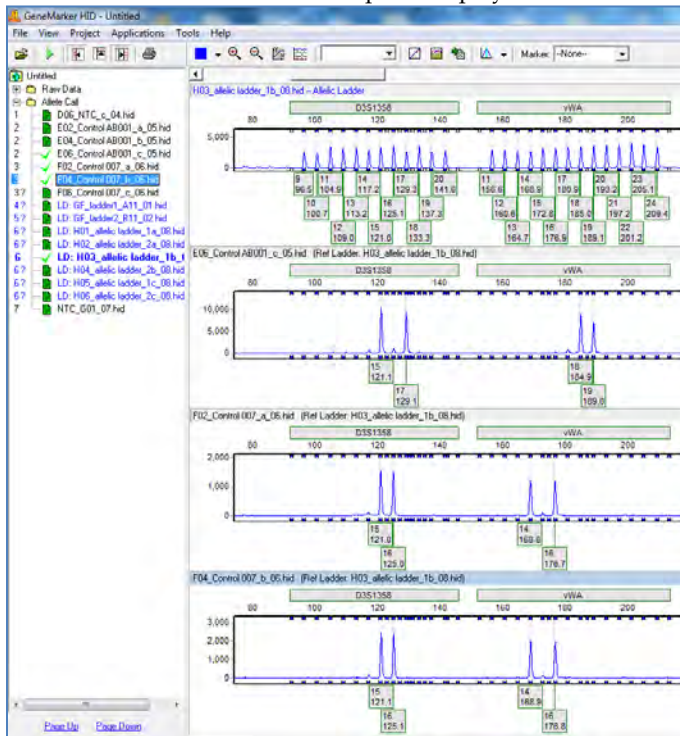 GeneMarker HID - Untitled
File View Project Applications Tools Help
Marker: --None--
Untitled
Raw Data
Allele Call
1 D06_NTC_c_04.hid
2 E02_Control AB001_a_05.hid
2 E04_Control AB001_b_05.hid
2 E06_Control AB001_c_05.hid
3 F02_Control 007_a_06.hid
F04_Control 007_b_06.hid
3? F06_Control 007_c_06.hid
4? LD: GF_ladder1_A11_01.hid
5? LD: GF_ladder2_R11_02.hid
6? LD: H01_allelic ladder_1a_08.hid
6? LD: H02_allelic ladder_2a_08.hid
6 LD: H03_allelic ladder_1b_
6? LD: H04_allelic ladder_2b_08.hid
6? LD: H05_allelic ladder_1c_08.hid
6? LD: H06_allelic ladder_2c_08.hid
7 NTC_G01_07.hid
Page Up Page Down
H03_allelic ladder_1b_08.hid -- Allelic Ladder
D3S1358 vWA
80 100 120 140 160 180 200
5,000
0
9 11 14 17 20 11 14 17 20 23
96.5 104.9 117.2 129.3 141.6 156.6 168.9 180.9 193.2 205.1
10 13 16 19 12 15 18 21 24
100.7 113.2 125.1 137.3 160.6 172.8 185.0 197.2 209.4
12 15 18 13 16 19 22
109.0 121.0 133.3 164.7 176.9 189.1 201.2
E06_Control AB001_c_05.hid (Ref Ladder: H03_allelic ladder_1b_08.hid)
D3S1358 vWA
80 100 120 140 160 180 200
10,000
5,000
0
15 18
121.1 184.9
17 19
129.1 189.0
F02_Control 007_a_06.hid (Ref Ladder: H03_allelic ladder_1b_08.hid)
D3S1358 vWA
80 100 120 140 160 180 200
2,000
1,000
0
15 14
121.0 168.8
16 16
125.0 176.7
F04_Control 007_b_06.hid (Ref Ladder: H03_allelic ladder_1b_08.hid)
D3S1358 vWA
80 100 120 140 160 180 200
3,000
2,000
1,000
0
15 14
121.1 168.9
16 16
125.1 176.8